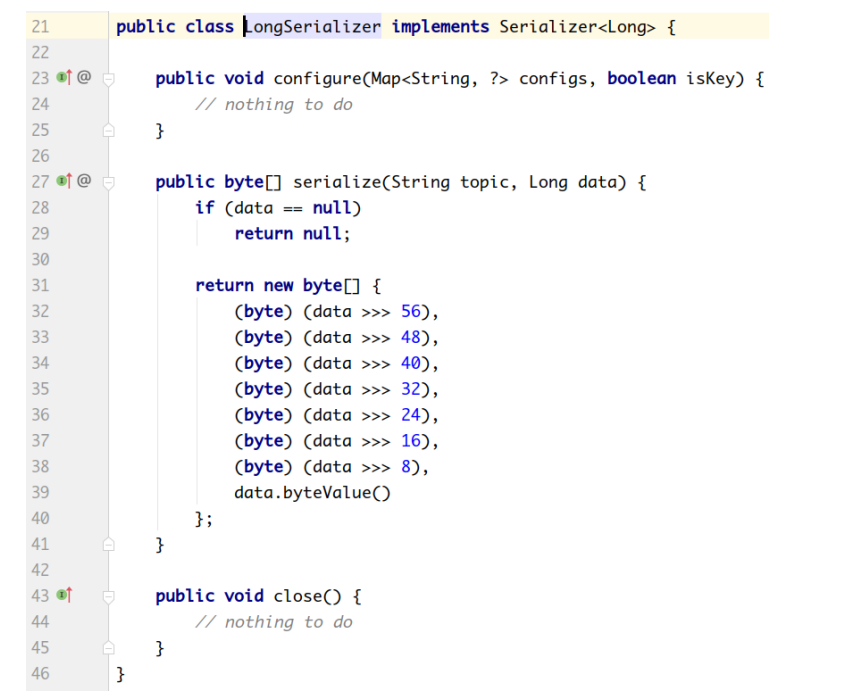 21 public class LongSerializer implements Serializer<Long> {
22
23 @ public void configure(Map<String, ?> configs, boolean isKey) {
24 // nothing to do
25 }
26
27 @ public byte[] serialize(String topic, Long data) {
28 if (data == null)
29 return null;
30
31 return new byte[] {
32 (byte) (data >>> 56),
33 (byte) (data >>> 48),
34 (byte) (data >>> 40),
35 (byte) (data >>> 32),
36 (byte) (data >>> 24),
37 (byte) (data >>> 16),
38 (byte) (data >>> 8),
39 data.byteValue()
40 };
41 }
42
43 public void close() {
44 // nothing to do
45 }
46 }